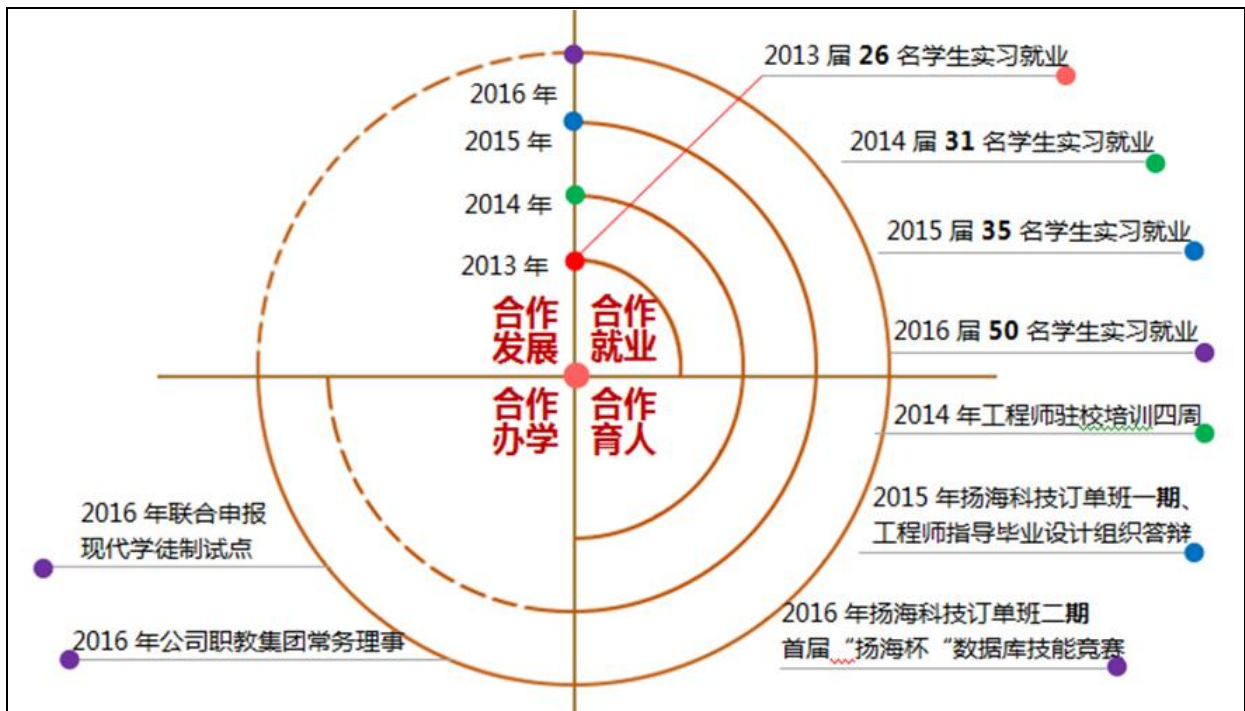 2013 届 26 名学生实习就业
2016 年
2015 年
2014 届 31 名学生实习就业
2014 年
2015 届 35 名学生实习就业
2013 年
合作
发展
合作
就业
2016 届 50 名学生实习就业
合作
办学
合作
育人
2014 年工程师驻校培训四周
2015 年扬海科技订单班一期、
工程师指导毕业设计组织答辩
2016 年联合申报
现代学徒制试点
2016 年扬海科技订单班二期
首届“扬海杯“数据库技能竞赛
2016 年公司职教集团常务理事